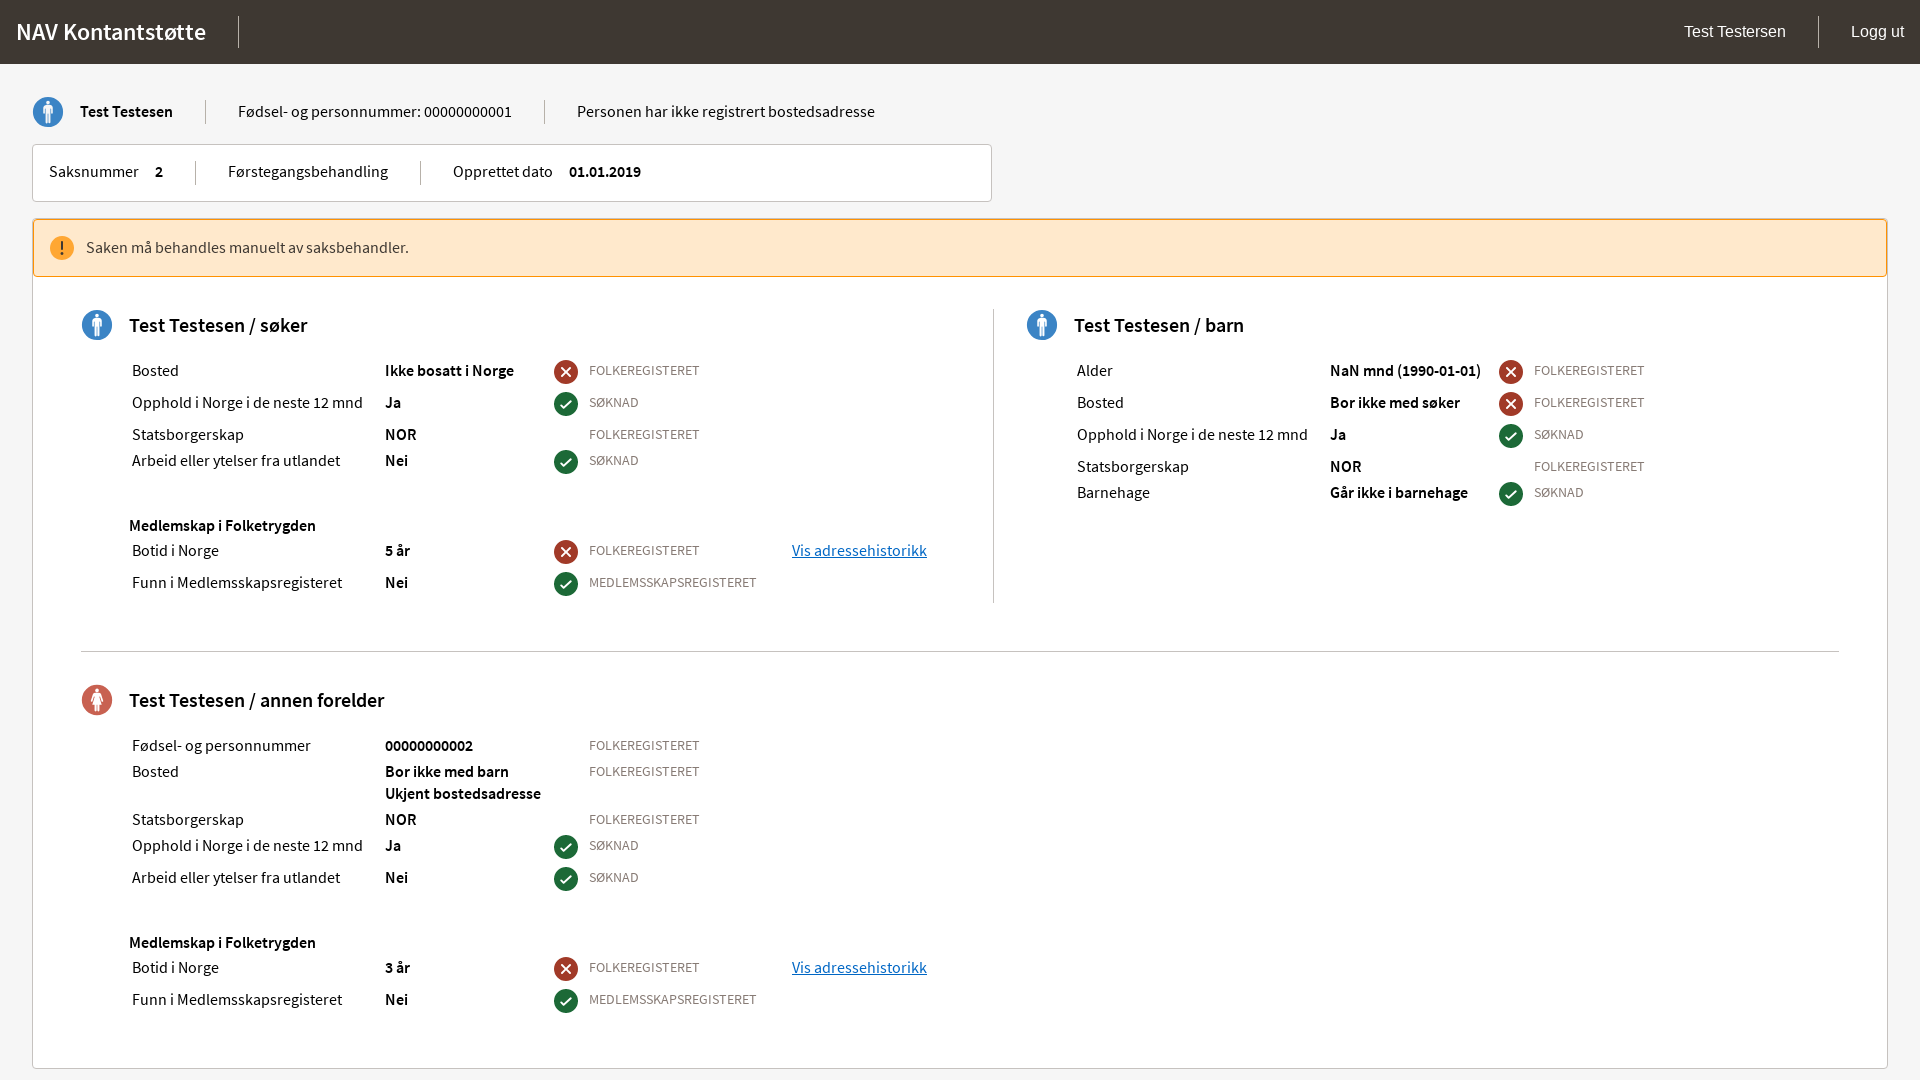 NAV Kontantstøtte
Test Testersen
Logg ut
Test Testesen
Fødsel- og personnummer: 00000000001
Personen har ikke registrert bostedsadresse
Saksnummer 2
Førstegangsbehandling
Opprettet dato 01.01.2019
Saken må behandles manuelt av saksbehandler.
Test Testesen / søker
Bosted Ikke bosatt i Norge FOLKEREGISTERET
Opphold i Norge i de neste 12 mnd Ja SØKNAD
Statsborgerskap NOR FOLKEREGISTERET
Arbeid eller ytelser fra utlandet Nei SØKNAD
Medlemskap i Folketrygden
Botid i Norge 5 år FOLKEREGISTERET Vis adressehistorikk
Funn i Medlemsskapsregisteret Nei MEDLEMSSKAPSREGISTERET
Test Testesen / barn
Alder NaN mnd (1990-01-01) FOLKEREGISTERET
Bosted Bor ikke med søker FOLKEREGISTERET
Opphold i Norge i de neste 12 mnd Ja SØKNAD
Statsborgerskap NOR FOLKEREGISTERET
Barnehage Går ikke i barnehage SØKNAD
Test Testesen / annen forelder
Fødsel- og personnummer 00000000002 FOLKEREGISTERET
Bosted Bor ikke med barn FOLKEREGISTERET
Ukjent bostedsadresse
Statsborgerskap NOR FOLKEREGISTERET
Opphold i Norge i de neste 12 mnd Ja SØKNAD
Arbeid eller ytelser fra utlandet Nei SØKNAD
Medlemskap i Folketrygden
Botid i Norge 3 år FOLKEREGISTERET Vis adressehistorikk
Funn i Medlemsskapsregisteret Nei MEDLEMSSKAPSREGISTERET